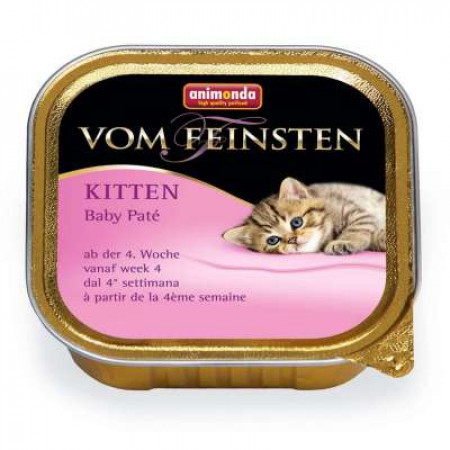 animonda
high quality petfood
VOM FEINSTEN
F
KITTEN
Baby Paté
ab der 4. Woche
vanaf week 4
dal 4° settimana
à partir de la 4ème semaine